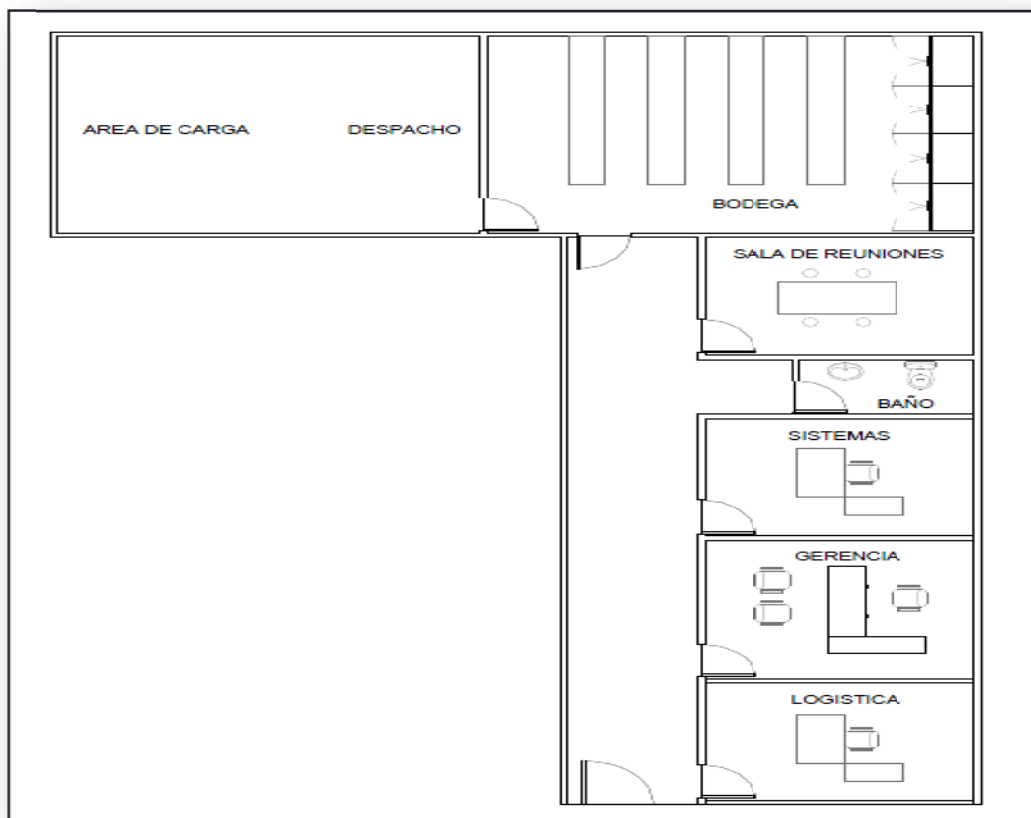 AREA DE CARGA
DESPACHO
BODEGA
SALA DE REUNIONES
BAÑO
SISTEMAS
GERENCIA
LOGISTICA